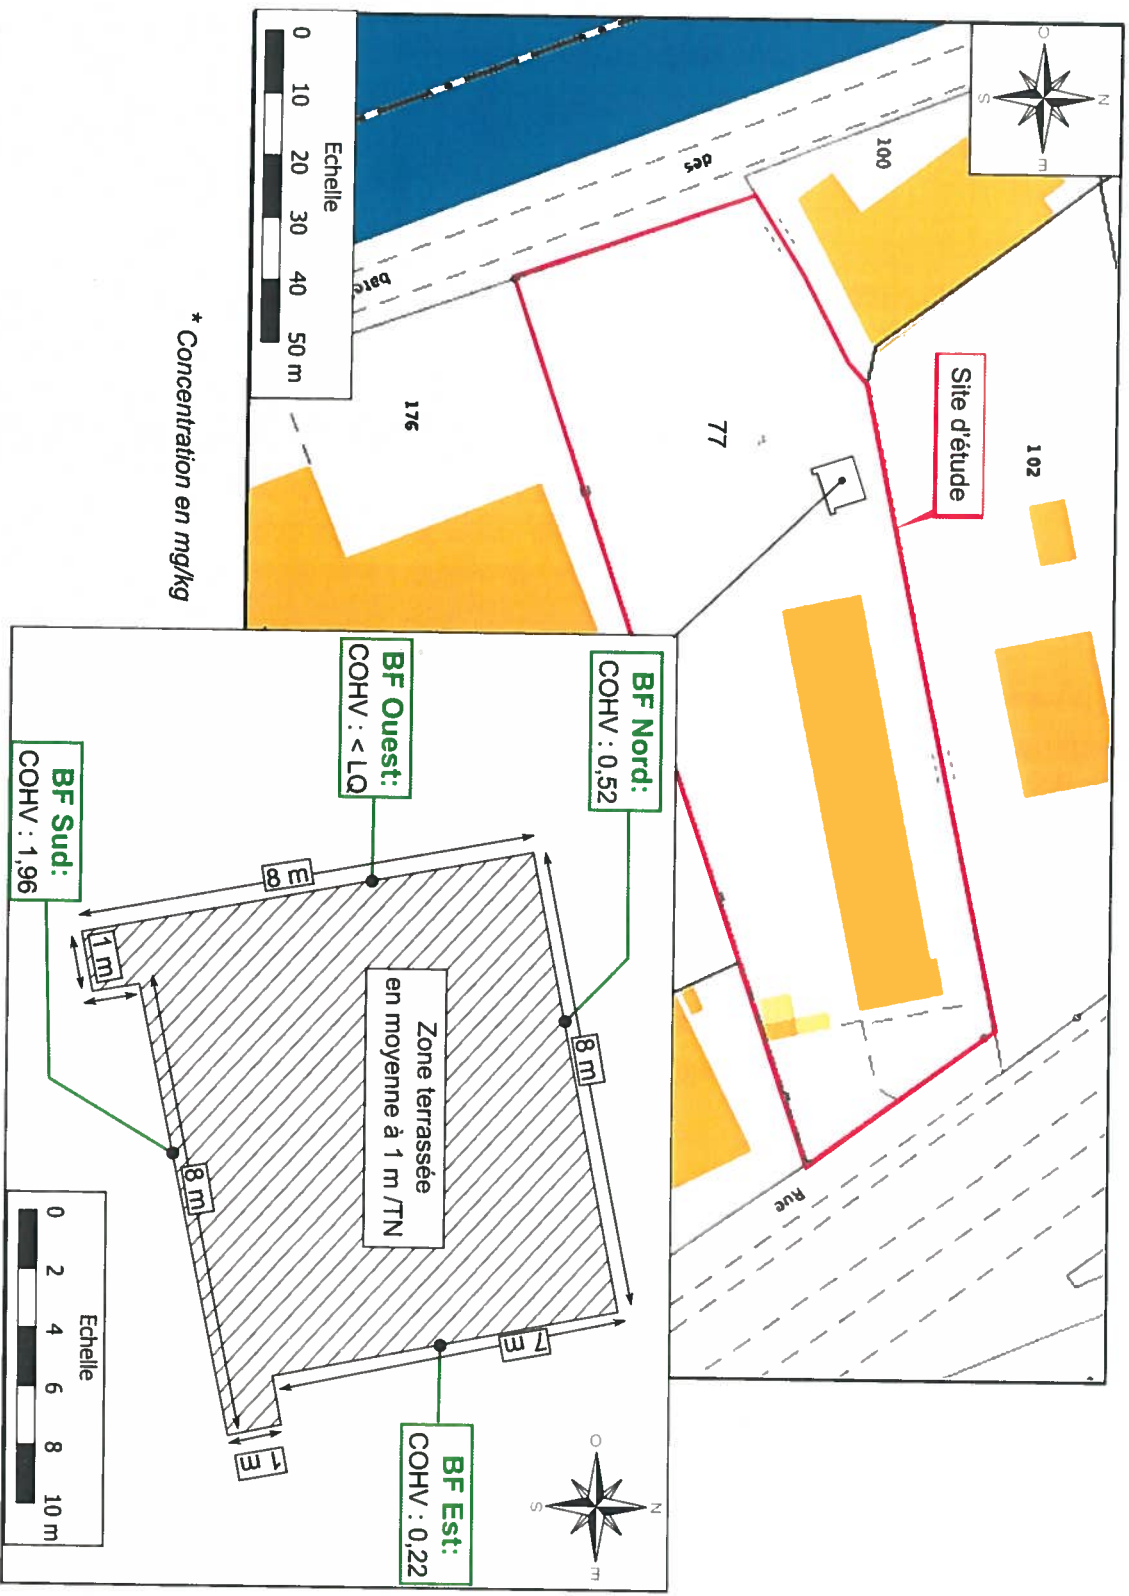 N
O
E
S
100
102
Site d'étude
77
176
des
bate
Rue
Echelle
0 10 20 30 40 50 m
* Concentration en mg/kg
BF Nord:
COHV : 0,52
BF Ouest:
COHV : < LQ
BF Sud:
COHV : 1,96
BF Est:
COHV : 0,22
Zone terrassée
en moyenne à 1 m /TN
8 m
8 m
7 m
1 m
8 m
1 m
N
O
E
S
Echelle
0 2 4 6 8 10 m